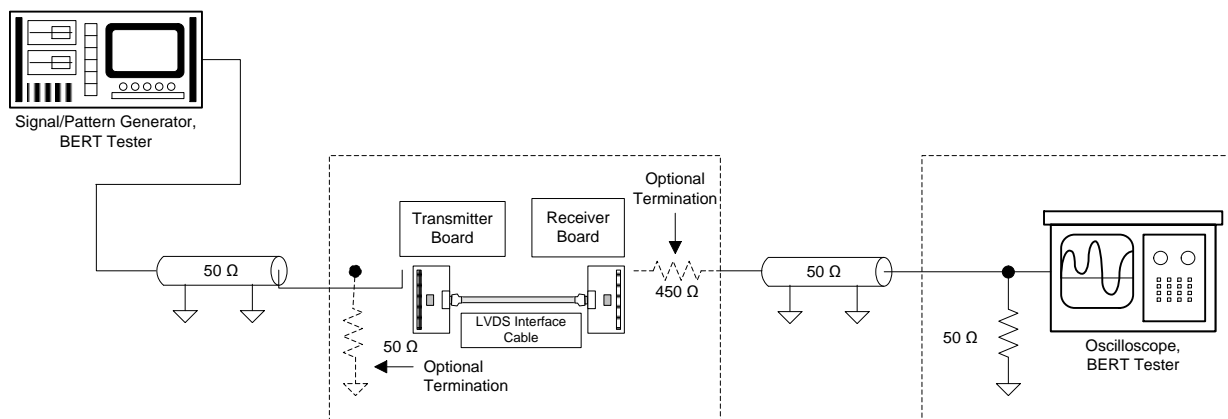 Signal/Pattern Generator,
BERT Tester
50 Ω
Transmitter
Board
Receiver
Board
Optional
Termination
450 Ω
LVDS Interface
Cable
50 Ω
Optional
Termination
50 Ω
50 Ω
Oscilloscope,
BERT Tester